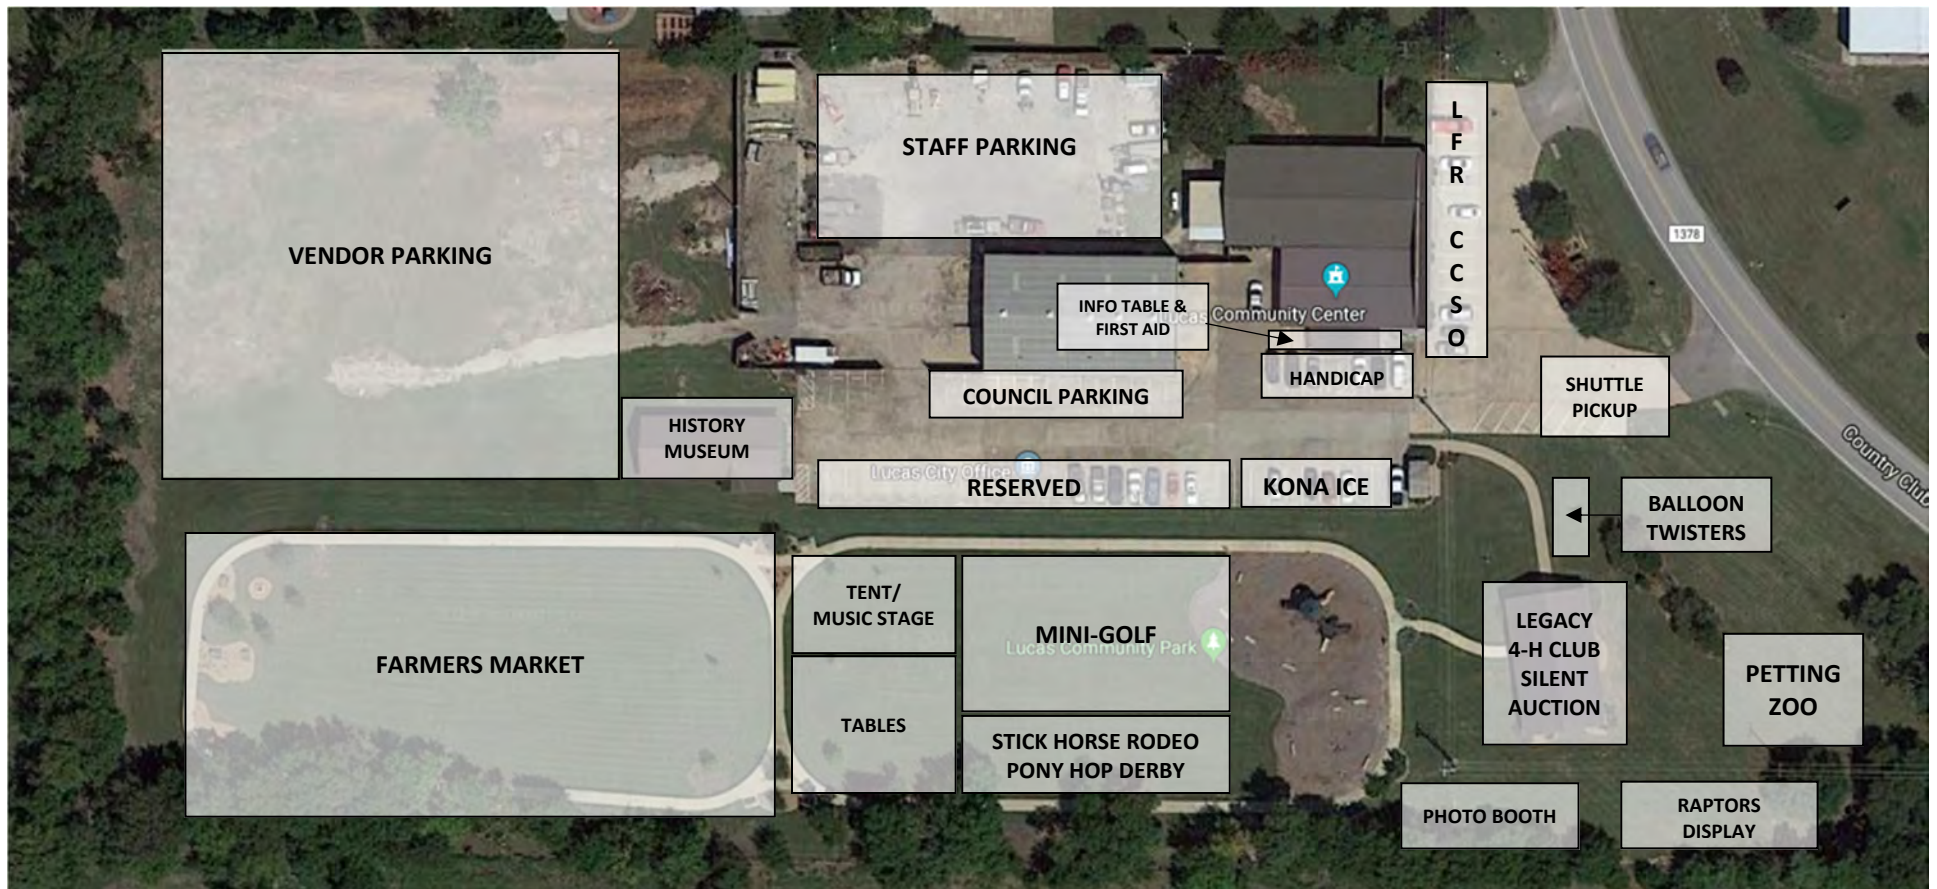 STAFF PARKING
L
F
R
C
C
S
O
1378
VENDOR PARKING
INFO TABLE &
FIRST AID
Lucas Community Center
HANDICAP
SHUTTLE
PICKUP
COUNCIL PARKING
HISTORY
MUSEUM
Country Club
Lucas City Office
RESERVED
KONA ICE
BALLOON
TWISTERS
TENT/
MUSIC STAGE
MINI-GOLF
Lucas Community Park
FARMERS MARKET
LEGACY
4-H CLUB
SILENT
AUCTION
PETTING
ZOO
TABLES
STICK HORSE RODEO
PONY HOP DERBY
PHOTO BOOTH
RAPTORS
DISPLAY